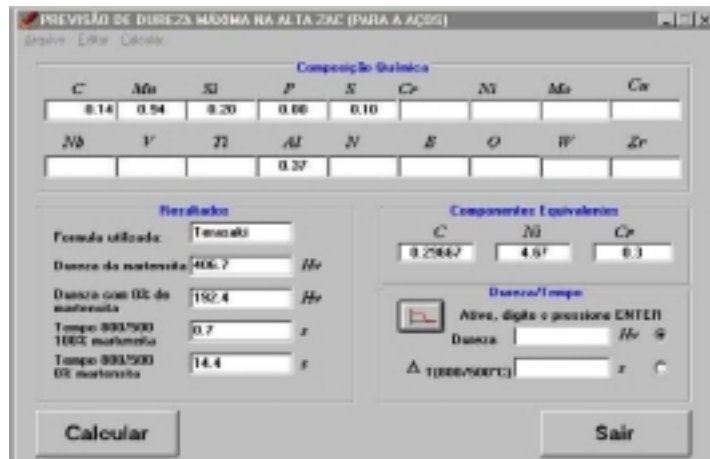 PREVISÃO DE DUREZA MÁXIMA NA ALTA ZAC (PARA A AÇOS)
Arquivo Editar Calcular
Composição Química
C Mn Si P S Cr Ni Mo Cu
0.14 0.94 0.20 0.00 0.10
Nb V Ti Al N B O W Zr
0.37
Resultados
Formula utilizada: Terasaki
Dureza da martensita 406.7 Hv
Dureza com 0% de martensita 192.4 Hv
Tempo 800/500 100% martensita 0.7 s
Tempo 800/500 0% martensita 14.4 s
Componentes Equivalentes
C Ni Cr
0.29667 4.67 0.3
Dureza/Tempo
Ative, digite e pressione ENTER
Dureza Hv
Δ T(800/500°C) s
Calcular
Sair